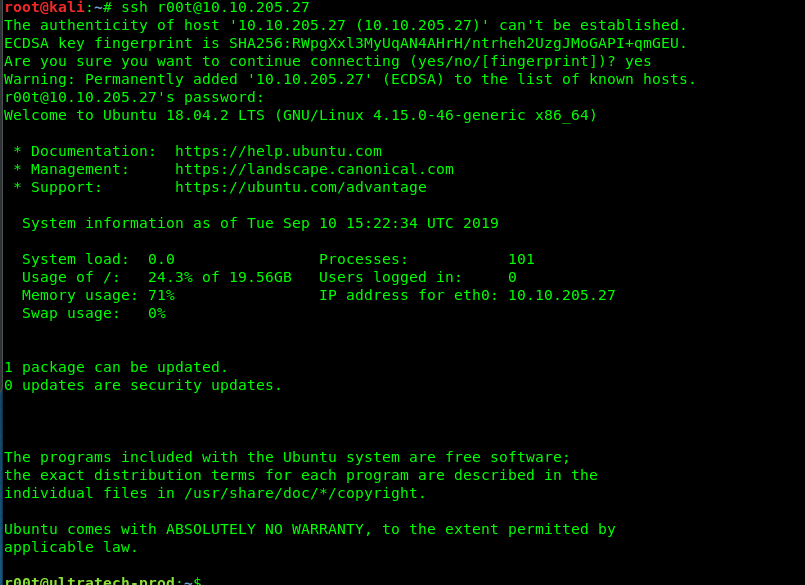 root@kali:~# ssh r00t@10.10.205.27
The authenticity of host '10.10.205.27 (10.10.205.27)' can't be established.
ECDSA key fingerprint is SHA256:RWpgXxl3MyUqAN4AHrH/ntrheh2UzgJMoGAPI+qmGEU.
Are you sure you want to continue connecting (yes/no/[fingerprint])? yes
Warning: Permanently added '10.10.205.27' (ECDSA) to the list of known hosts.
r00t@10.10.205.27's password:
Welcome to Ubuntu 18.04.2 LTS (GNU/Linux 4.15.0-46-generic x86_64)
* Documentation:  https://help.ubuntu.com
* Management:     https://landscape.canonical.com
* Support:        https://ubuntu.com/advantage
System information as of Tue Sep 10 15:22:34 UTC 2019
System load:  0.0                Processes:           101
Usage of /:   24.3% of 19.56GB   Users logged in:     0
Memory usage: 71%                IP address for eth0: 10.10.205.27
Swap usage:   0%
1 package can be updated.
0 updates are security updates.
The programs included with the Ubuntu system are free software;
the exact distribution terms for each program are described in the
individual files in /usr/share/doc/*/copyright.
Ubuntu comes with ABSOLUTELY NO WARRANTY, to the extent permitted by
applicable law.
r00t@ultratech-prod:~$